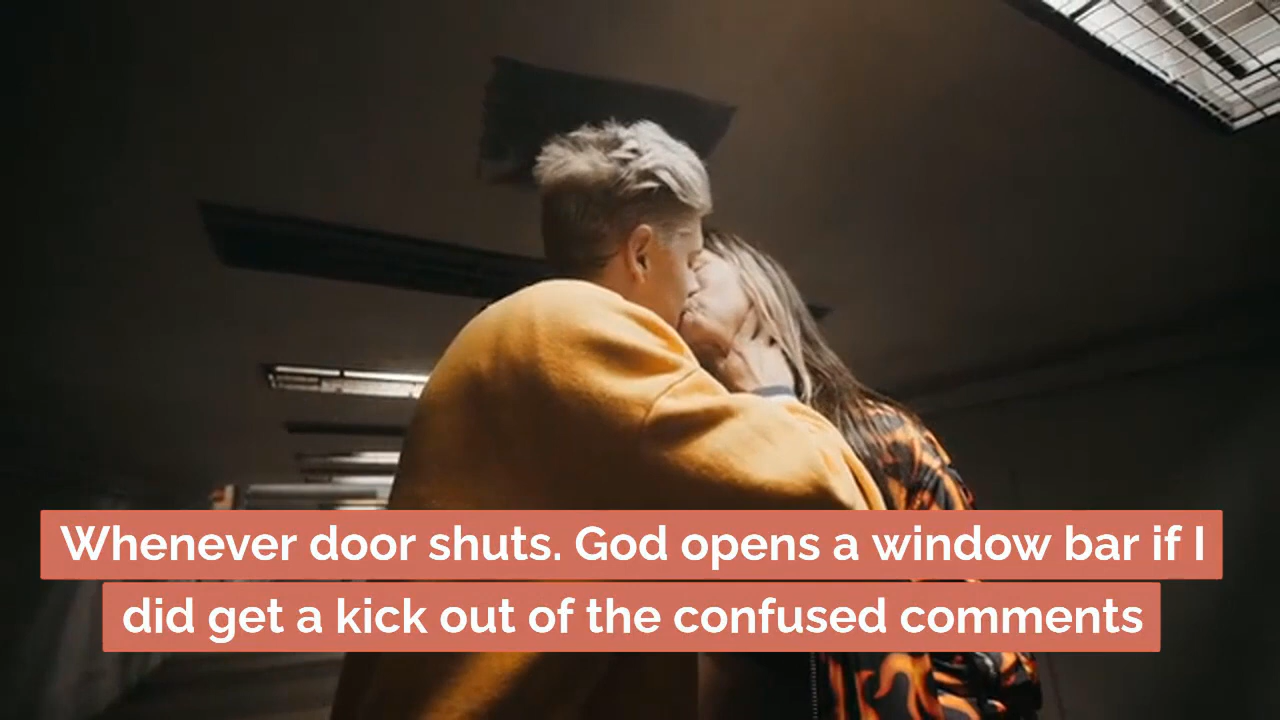 Whenever door shuts. God opens a window bar if I
did get a kick out of the confused comments